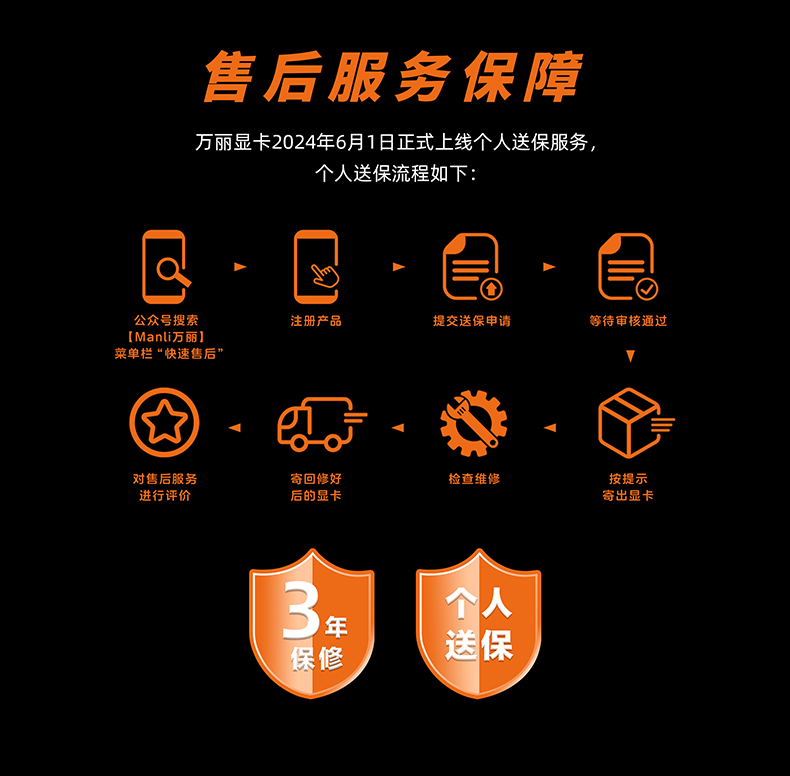 售后服务保障
万丽显卡2024年6月1日正式上线个人送保服务，
个人送保流程如下：
公众号搜索
【Manli万丽】
菜单栏“快速售后”
注册产品
提交送保申请
等待审核通过
按提示
寄出显卡
检查维修
寄回修好
后的显卡
对售后服务
进行评价
3年
保修
个人
送保